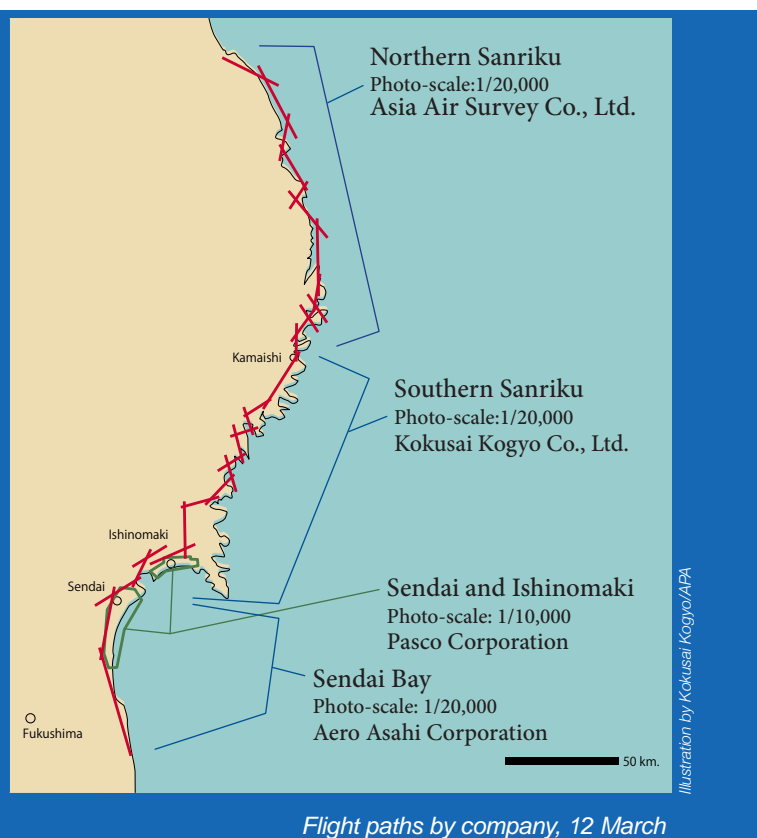 Northern Sanriku
Photo-scale:1/20,000
Asia Air Survey Co., Ltd.
Kamaishi
Southern Sanriku
Photo-scale:1/20,000
Kokusai Kogyo Co., Ltd.
Ishinomaki
Sendai
Sendai and Ishinomaki
Photo-scale: 1/10,000
Pasco Corporation
Sendai Bay
Photo-scale: 1/20,000
Aero Asahi Corporation
Fukushima
50 km.
Illustration by Kokusai Kogyo/APA
Flight paths by company, 12 March